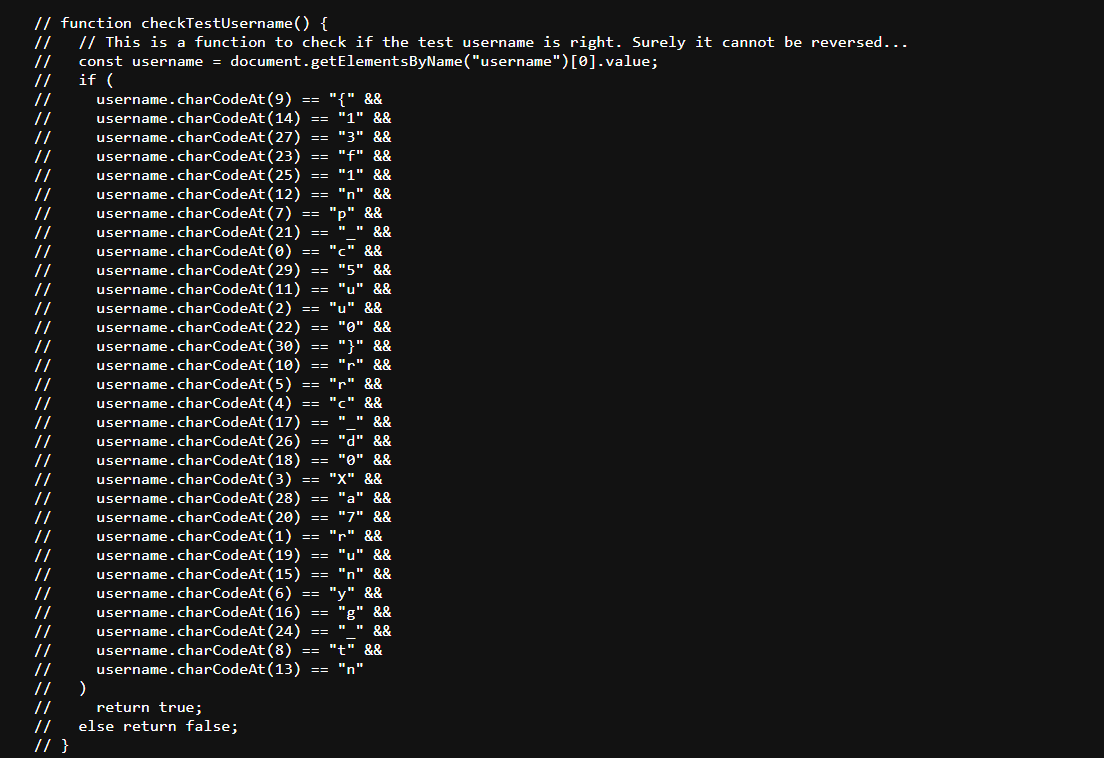 // function checkTestUsername() {
//   // This is a function to check if the test username is right. Surely it cannot be reversed...
//   const username = document.getElementsByName("username")[0].value;
//   if (
//     username.charCodeAt(9) == "{" &&
//     username.charCodeAt(14) == "1" &&
//     username.charCodeAt(27) == "3" &&
//     username.charCodeAt(23) == "f" &&
//     username.charCodeAt(25) == "1" &&
//     username.charCodeAt(12) == "n" &&
//     username.charCodeAt(7) == "p" &&
//     username.charCodeAt(21) == "_" &&
//     username.charCodeAt(0) == "c" &&
//     username.charCodeAt(29) == "5" &&
//     username.charCodeAt(11) == "u" &&
//     username.charCodeAt(2) == "u" &&
//     username.charCodeAt(22) == "0" &&
//     username.charCodeAt(30) == "}" &&
//     username.charCodeAt(10) == "r" &&
//     username.charCodeAt(5) == "r" &&
//     username.charCodeAt(4) == "c" &&
//     username.charCodeAt(17) == "_" &&
//     username.charCodeAt(26) == "d" &&
//     username.charCodeAt(18) == "0" &&
//     username.charCodeAt(3) == "X" &&
//     username.charCodeAt(28) == "a" &&
//     username.charCodeAt(20) == "7" &&
//     username.charCodeAt(1) == "r" &&
//     username.charCodeAt(19) == "u" &&
//     username.charCodeAt(15) == "n" &&
//     username.charCodeAt(6) == "y" &&
//     username.charCodeAt(16) == "g" &&
//     username.charCodeAt(24) == "_" &&
//     username.charCodeAt(8) == "t" &&
//     username.charCodeAt(13) == "n"
//   )
//     return true;
//   else return false;
// }